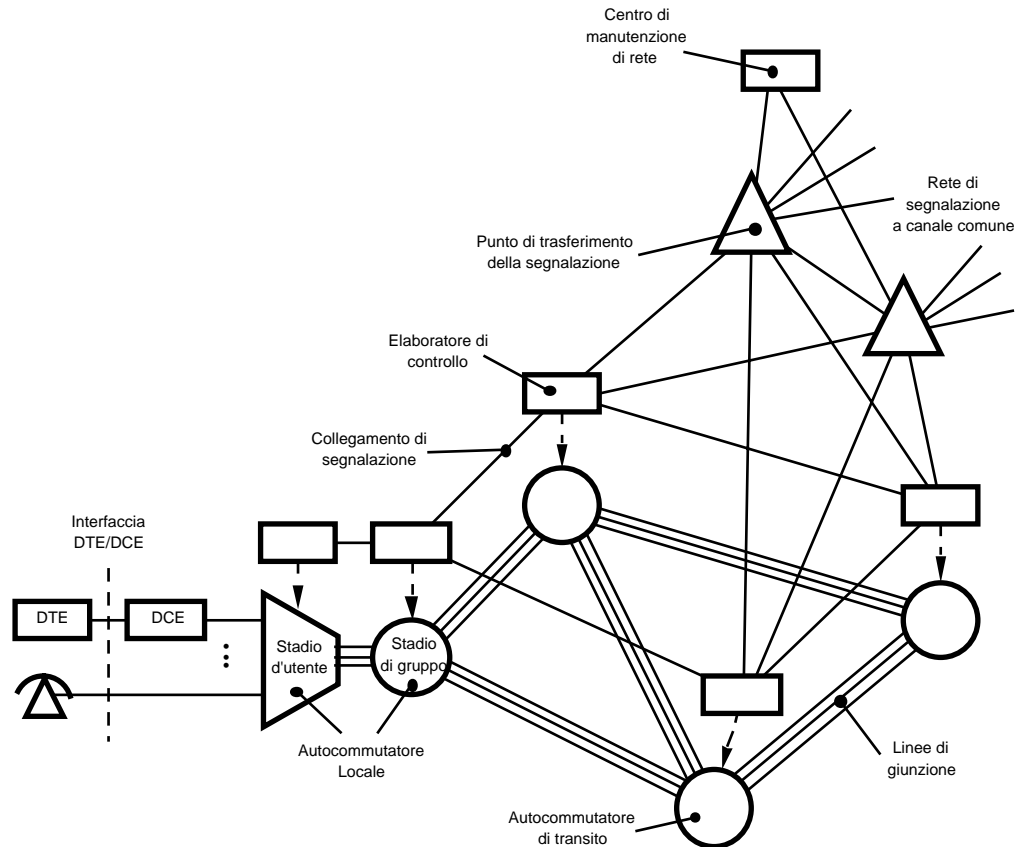 Centro di
manutenzione
di rete
Rete di
segnalazione
a canale comune
Punto di trasferimento
della segnalazione
Elaboratore di
controllo
Collegamento di
segnalazione
Interfaccia
DTE/DCE
DTE
DCE
Stadio
d'utente
Stadio
di gruppo
Autocommutatore
Locale
Linee di
giunzione
Autocommutatore
di transito